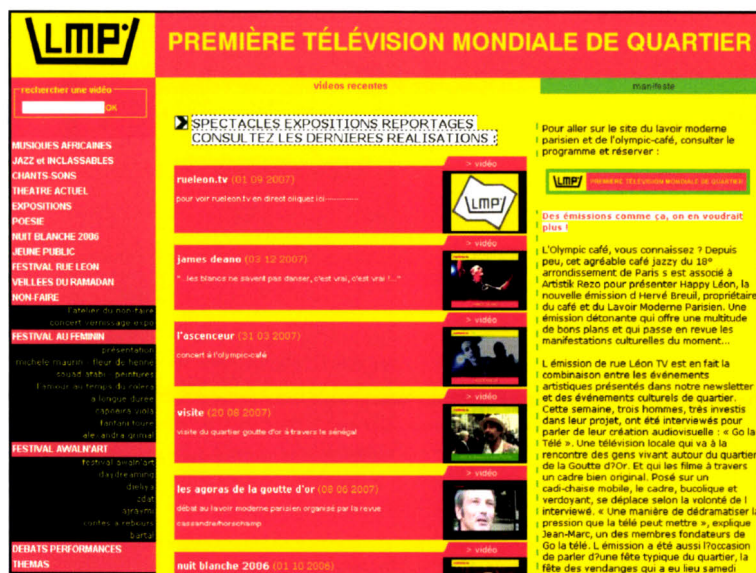 LMP
PREMIÈRE TÉLÉVISION MONDIALE DE QUARTIER
rechercher une vidéo
OK
MUSIQUES AFRICAINES
JAZZ et INCLASSABLES
CHANTS-SONS
THEATRE ACTUEL
EXPOSITIONS
POESIE
NUIT BLANCHE 2006
JEUNE PUBLIC
FESTIVAL RUE LEON
VEILLEES DU RAMADAN
NON-FAIRE
l'atelier du non-faire
concert vernissage expo
FESTIVAL AU FEMININ
présentation
michele maurin : fleur de henne
souad atabi : peintures
l'amour au temps du colera
a longue duree
capoeira viola
fantani toure
alejandra grinial
FESTIVAL AWALN'ART
festival awaln'art
daydreaming
zdat
ajraymi
contes a rebours
bartal
DEBATS PERFORMANCES
THEMAS
videos recentes
SPECTACLES EXPOSITIONS REPORTAGES
CONSULTEZ LES DERNIERES REALISATIONS :
> vidéo
rueleon.tv (01 09 2007)
pour voir rueleon.tv en direct cliquez ici--------------
LMP
> vidéo
james deano (03 12 2007)
"...les blancs ne savent pas danser, c'est vrai, c'est vrai !..."
> vidéo
l'ascenceur (31 03 2007)
concert à l'olympic-café
> vidéo
visite (20 08 2007)
visite du quartier goutte d'or à travers le sénégal
> vidéo
les agoras de la goutte d'or (09 06 2007)
débat au lavoir moderne parisien organisé par la revue
cassandre/horschamp
> vidéo
nuit blanche 2006 (01 10 2006)
manifeste
Pour aller sur le site du lavoir moderne
parisien et de l'olympic-café, consulter le
programme et réserver :
LMP PREMIÈRE TÉLÉVISION MONDIALE DE QUARTIER
Des émissions comme ça, on en voudrait
plus !
L'Olympic café, vous connaissez ? Depuis
peu, cet agréable café jazzy du 18°
arrondissement de Paris s est associé à
Artistik Rezo pour présenter Happy Léon, la
nouvelle émission d Hervé Breuil, propriétaire
du café et du Lavoir Moderne Parisien. Une
émission détonante qui offre une multitude
de bons plans et qui passe en revue les
manifestations culturelles du moment...
L émission de rue Léon TV est en fait la
combinaison entre les événements
artistiques présentés dans notre newsletter
et des événements culturels de quartier.
Cette semaine, trois hommes, très investis
dans leur projet, ont été interviewés pour
parler de leur création audiovisuelle : « Go la
Télé ». Une télévision locale qui va à la
rencontre des gens vivant autour du quartier
de la Goutte d?Or. Et qui les filme à travers
un cadre bien original. Posé sur un
cadi-chaise mobile, le cadre, bucolique et
verdoyant, se déplace selon la volonté de l
interviewé. « Une manière de dédramatiser la
pression que la télé peut mettre », explique
Jean-Marc, un des membres fondateurs de
Go la télé. L émission a été aussi l?occasion
de parler d?une fête typique du quartier, la
fête des vendanges qui a eu lieu samedi